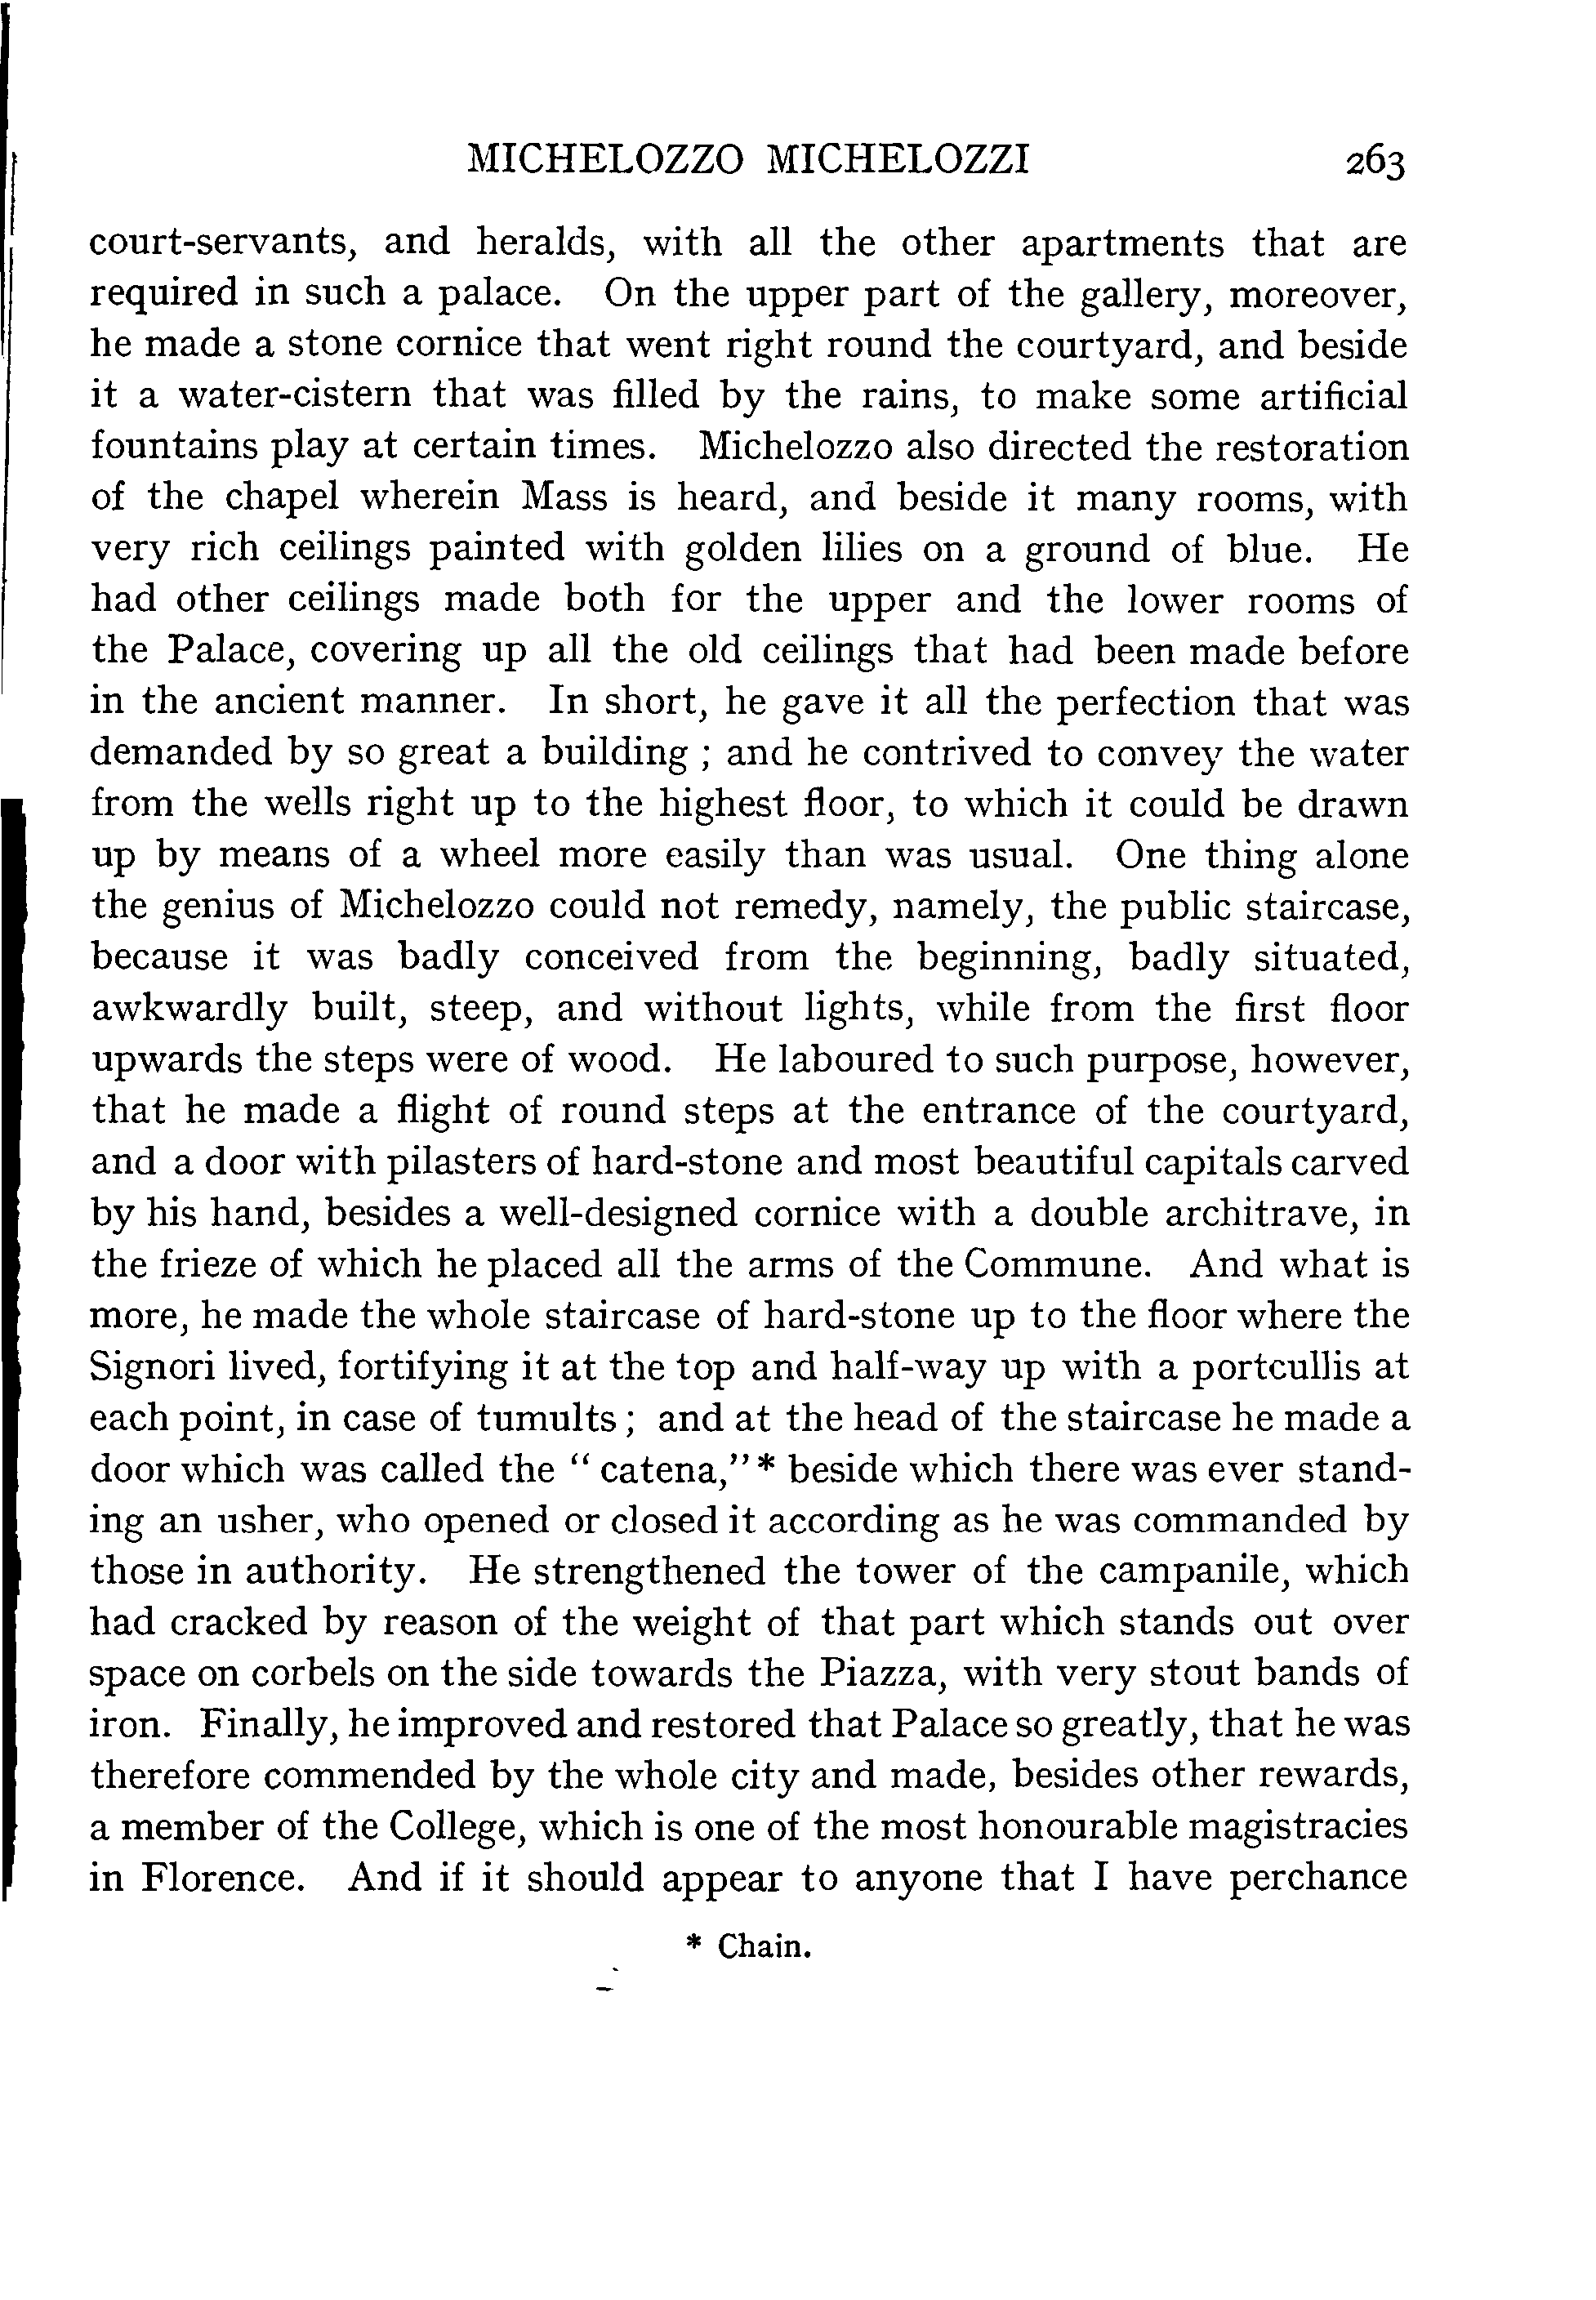 MICHELOZZO MICHELOZZI 263
court-servants, and heralds, with all the other apartments that are
required in such a palace. On the upper part of the gallery, moreover,
he made a stone cornice that went right round the courtyard, and beside
it a water-cistern that was filled by the rains, to make some artificial
fountains play at certain times. Michelozzo also directed the restoration
of the chapel wherein Mass is heard, and beside it many rooms, with
very rich ceilings painted with golden lilies on a ground of blue. He
had other ceilings made both for the upper and the lower rooms of
the Palace, covering up all the old ceilings that had been made before
in the ancient manner. In short, he gave it all the perfection that was
demanded by so great a building ; and he contrived to convey the water
from the wells right up to the highest floor, to which it could be drawn
up by means of a wheel more easily than was usual. One thing alone
the genius of Michelozzo could not remedy, namely, the public staircase,
because it was badly conceived from the beginning, badly situated,
awkwardly built, steep, and without lights, while from the first floor
upwards the steps were of wood. He laboured to such purpose, however,
that he made a flight of round steps at the entrance of the courtyard,
and a door with pilasters of hard-stone and most beautiful capitals carved
by his hand, besides a well-designed cornice with a double architrave, in
the frieze of which he placed all the arms of the Commune. And what is
more, he made the whole staircase of hard-stone up to the floor where the
Signori lived, fortifying it at the top and half-way up with a portcullis at
each point, in case of tumults ; and at the head of the staircase he made a
door which was called the “ catena,”* beside which there was ever stand-
ing an usher, who opened or closed it according as he was commanded by
those in authority. He strengthened the tower of the campanile, which
had cracked by reason of the weight of that part which stands out over
space on corbels on the side towards the Piazza, with very stout bands of
iron. Finally, he improved and restored that Palace so greatly, that he was
therefore commended by the whole city and made, besides other rewards,
a member of the College, which is one of the most honourable magistracies
in Florence. And if it should appear to anyone that I have perchance
* Chain.